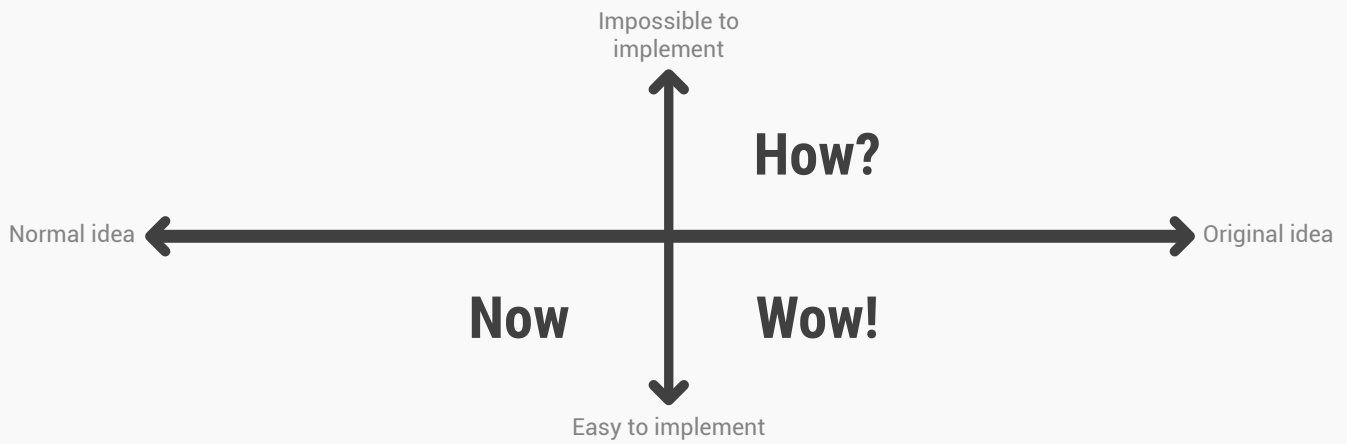 Impossible to
implement
How?
Normal idea
Original idea
Now
Wow!
Easy to implement